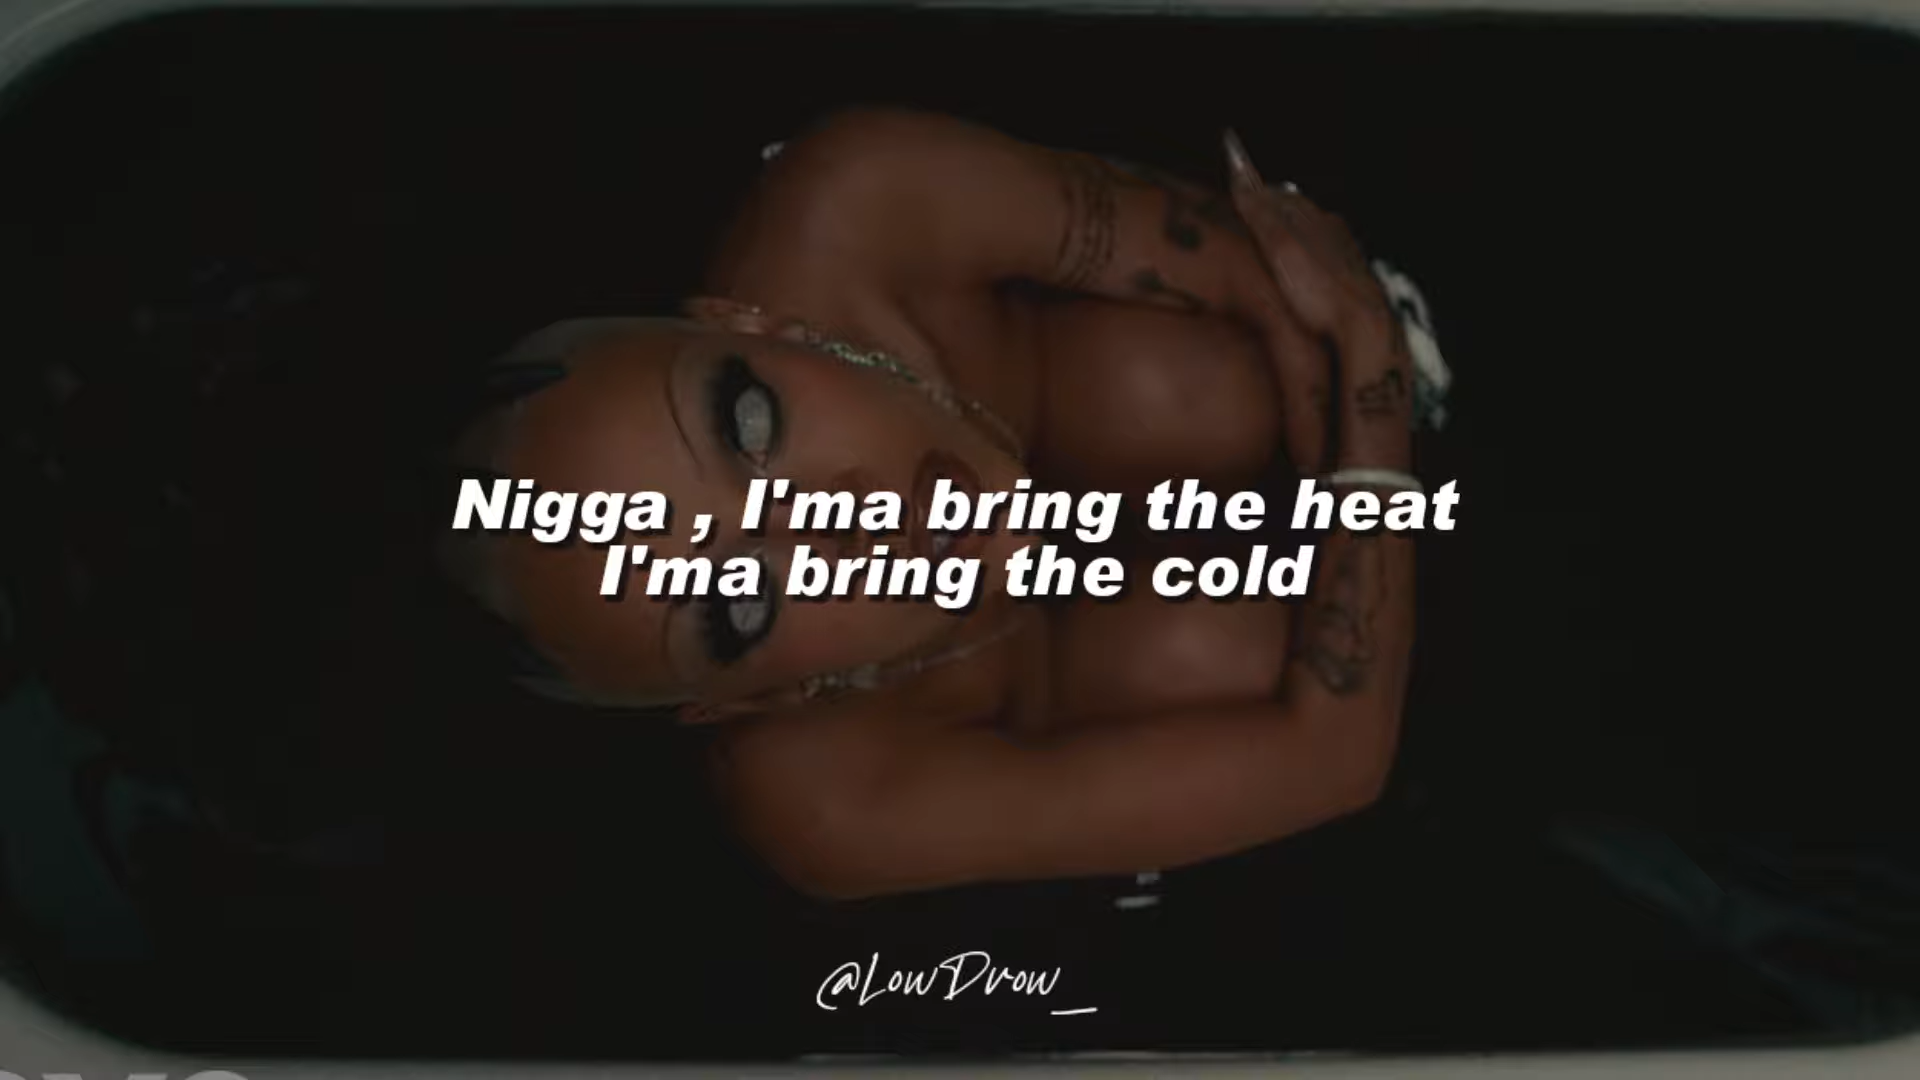 Nigga , I'ma bring the heat
I'ma bring the cold
@LowDrow_